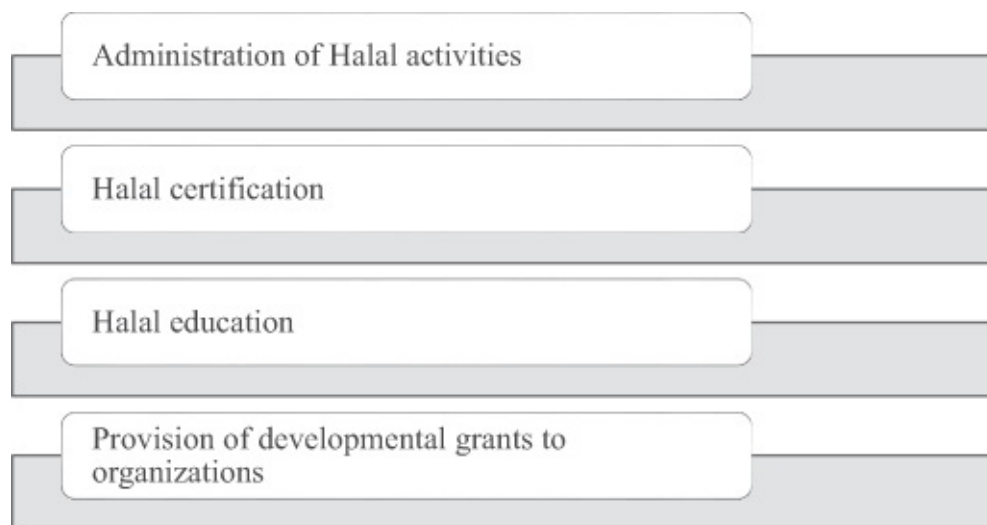 Administration of Halal activities
Halal certification
Halal education
Provision of developmental grants to
organizations